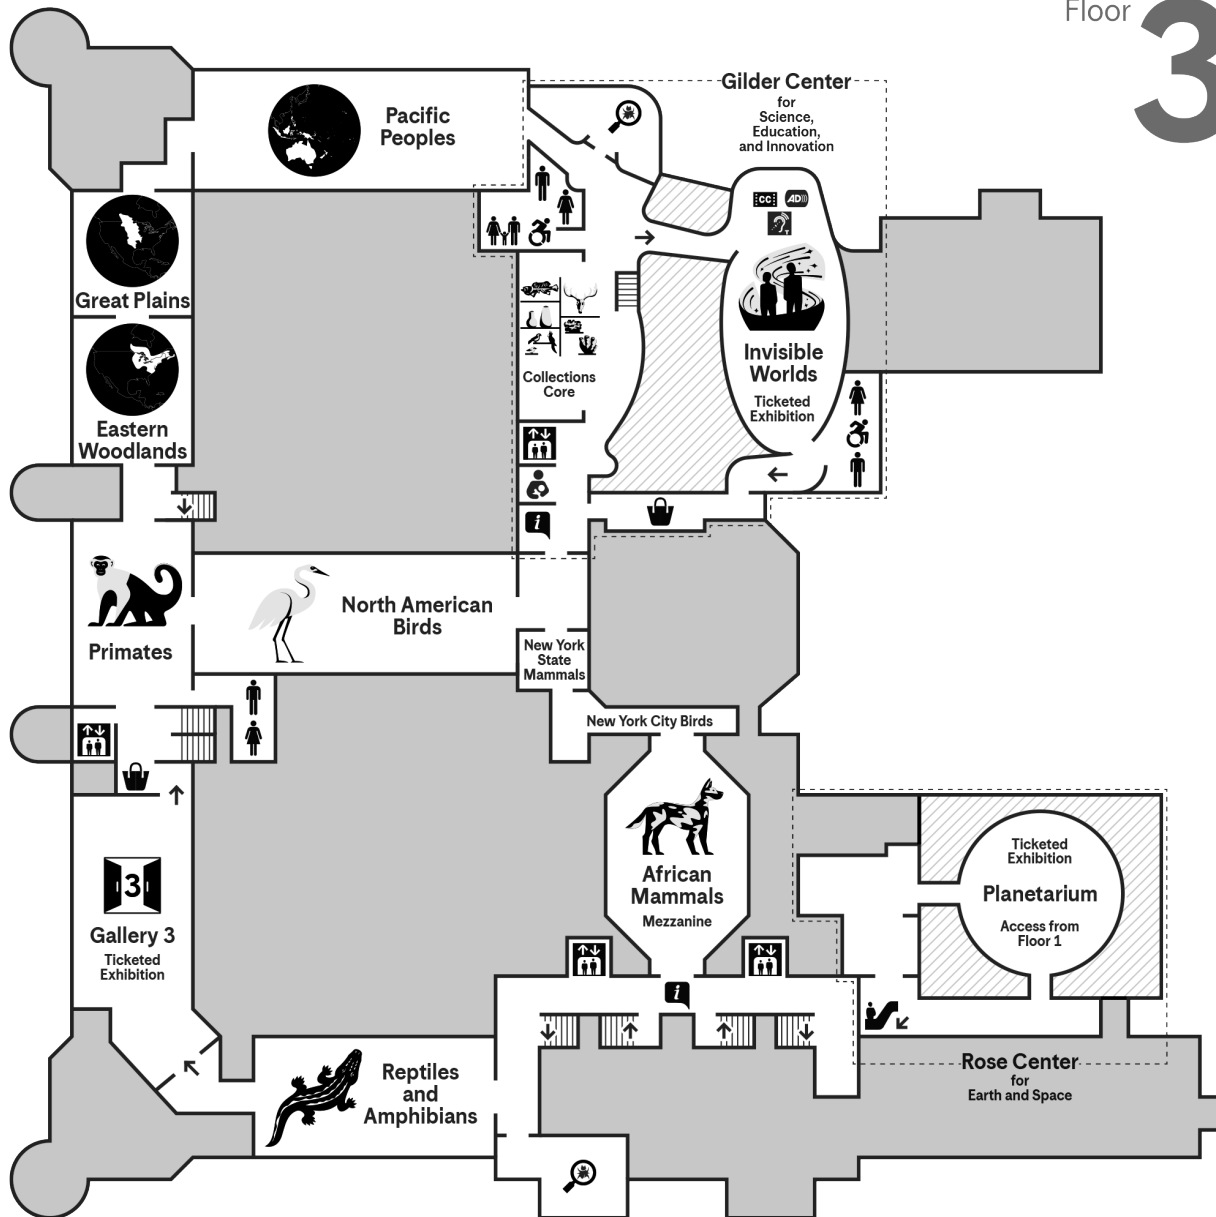 Floor
3
Pacific
Peoples
Gilder Center
for
Science,
Education,
and Innovation
CC
AD
Great Plains
Invisible
Worlds
Ticketed
Exhibition
Collections
Core
Eastern
Woodlands
i
North American
Birds
Primates
New York
State
Mammals
New York City Birds
African
Mammals
Mezzanine
Ticketed
Exhibition
Planetarium
Access from
Floor 1
3
Gallery 3
Ticketed
Exhibition
i
Reptiles
and
Amphibians
Rose Center
for
Earth and Space